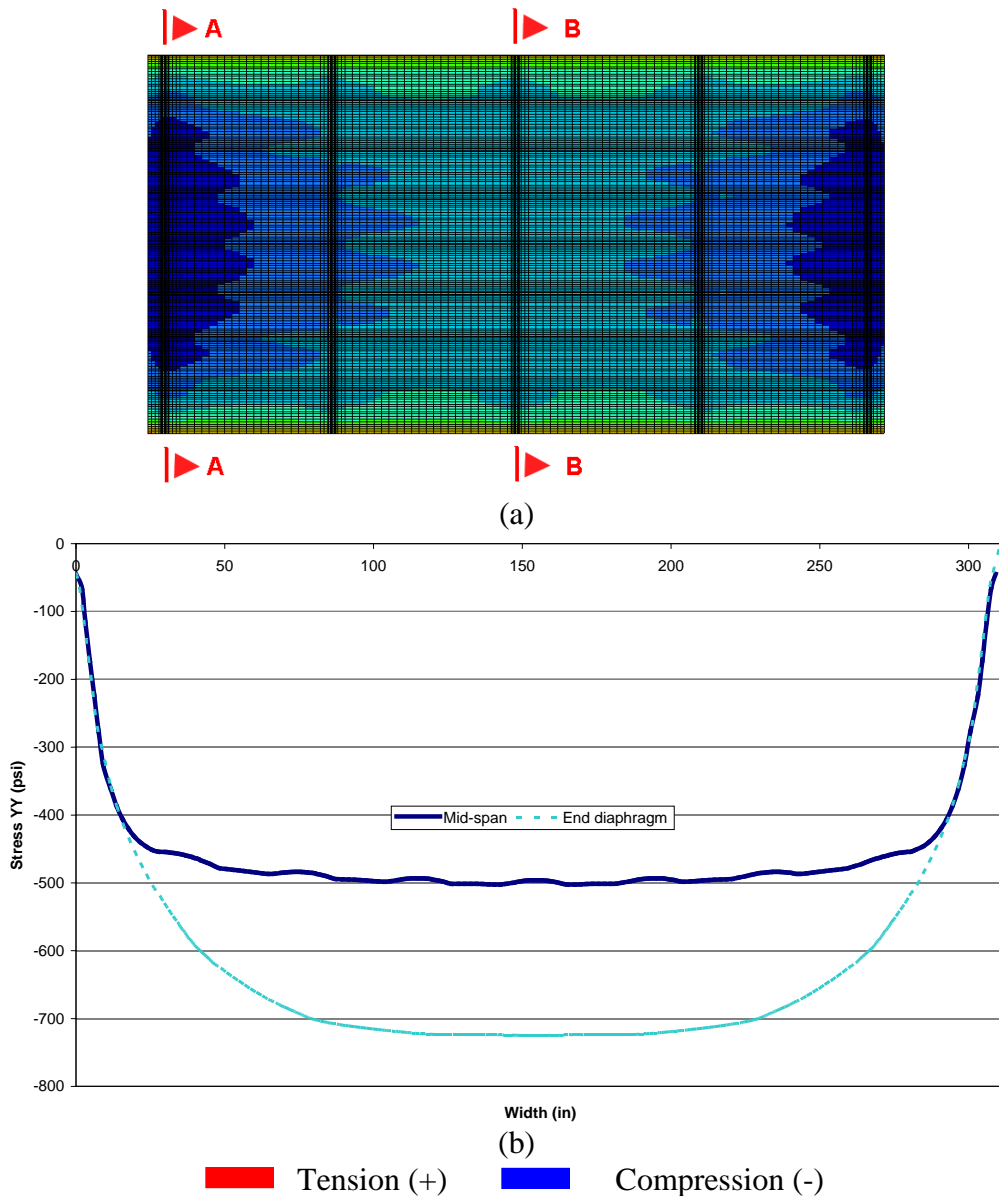 A B
A B
(a)
0
0 50 100 150 200 250 300
-100
-200
-300
-400
-500
-600
-700
-800
Stress YY (psi)
Mid-span End diaphragm
Width (in)
(b)
Tension (+) Compression (-)